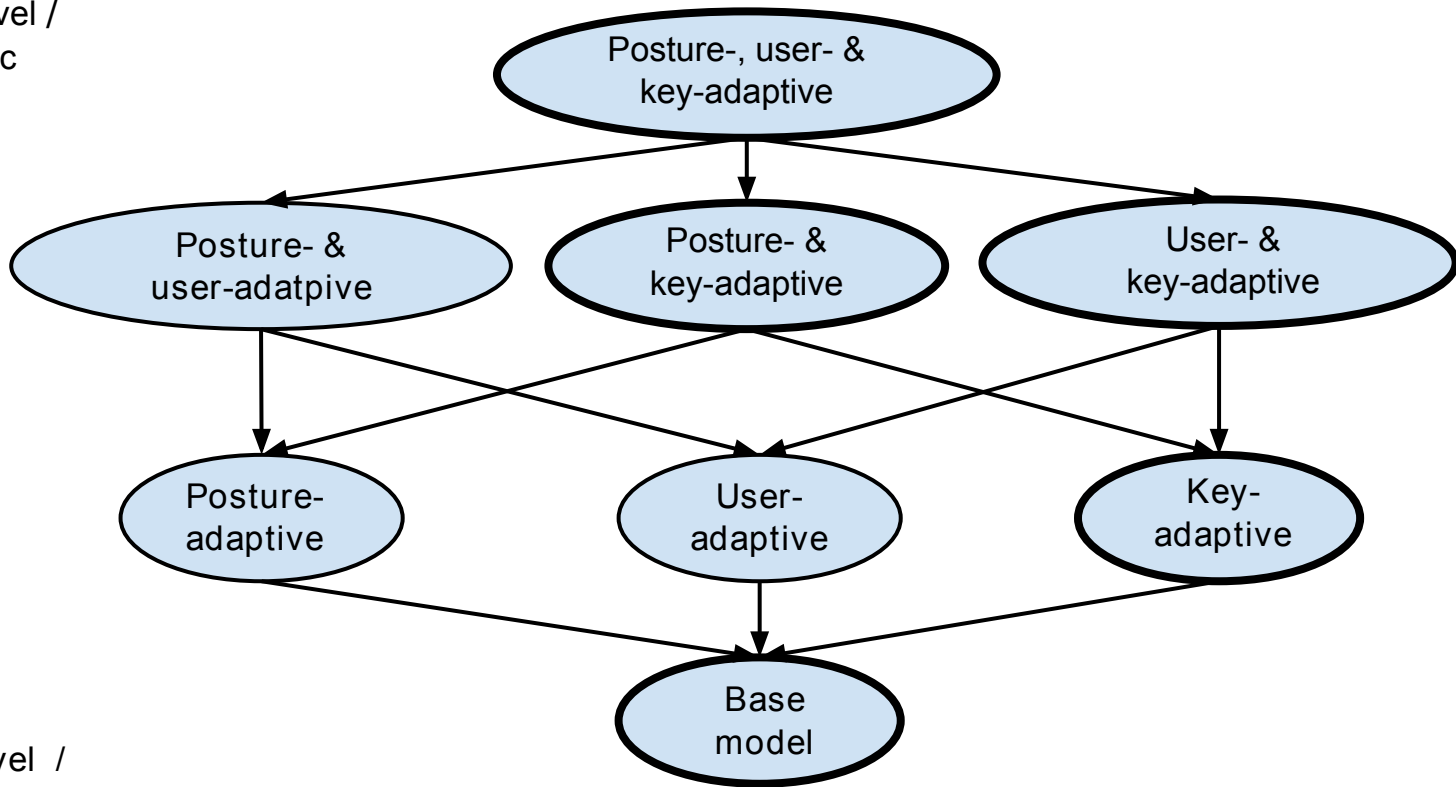 vel /
c
Posture-, user- &
key-adaptive
Posture- &
user-adatpive
Posture- &
key-adaptive
User- &
key-adaptive
Posture-
adaptive
User-
adaptive
Key-
adaptive
Base
model
vel /